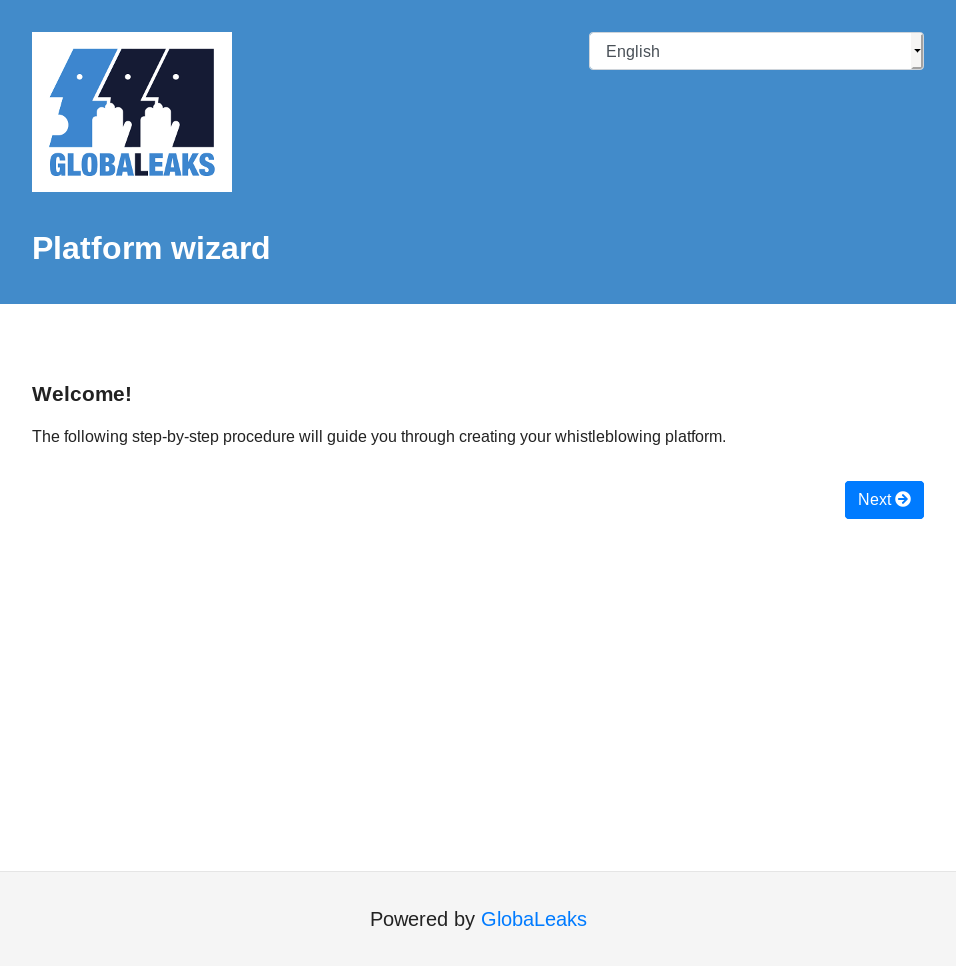 GLOBALEAKS
English
Platform wizard
Welcome!
The following step-by-step procedure will guide you through creating your whistleblowing platform.
Next
Powered by GlobaLeaks